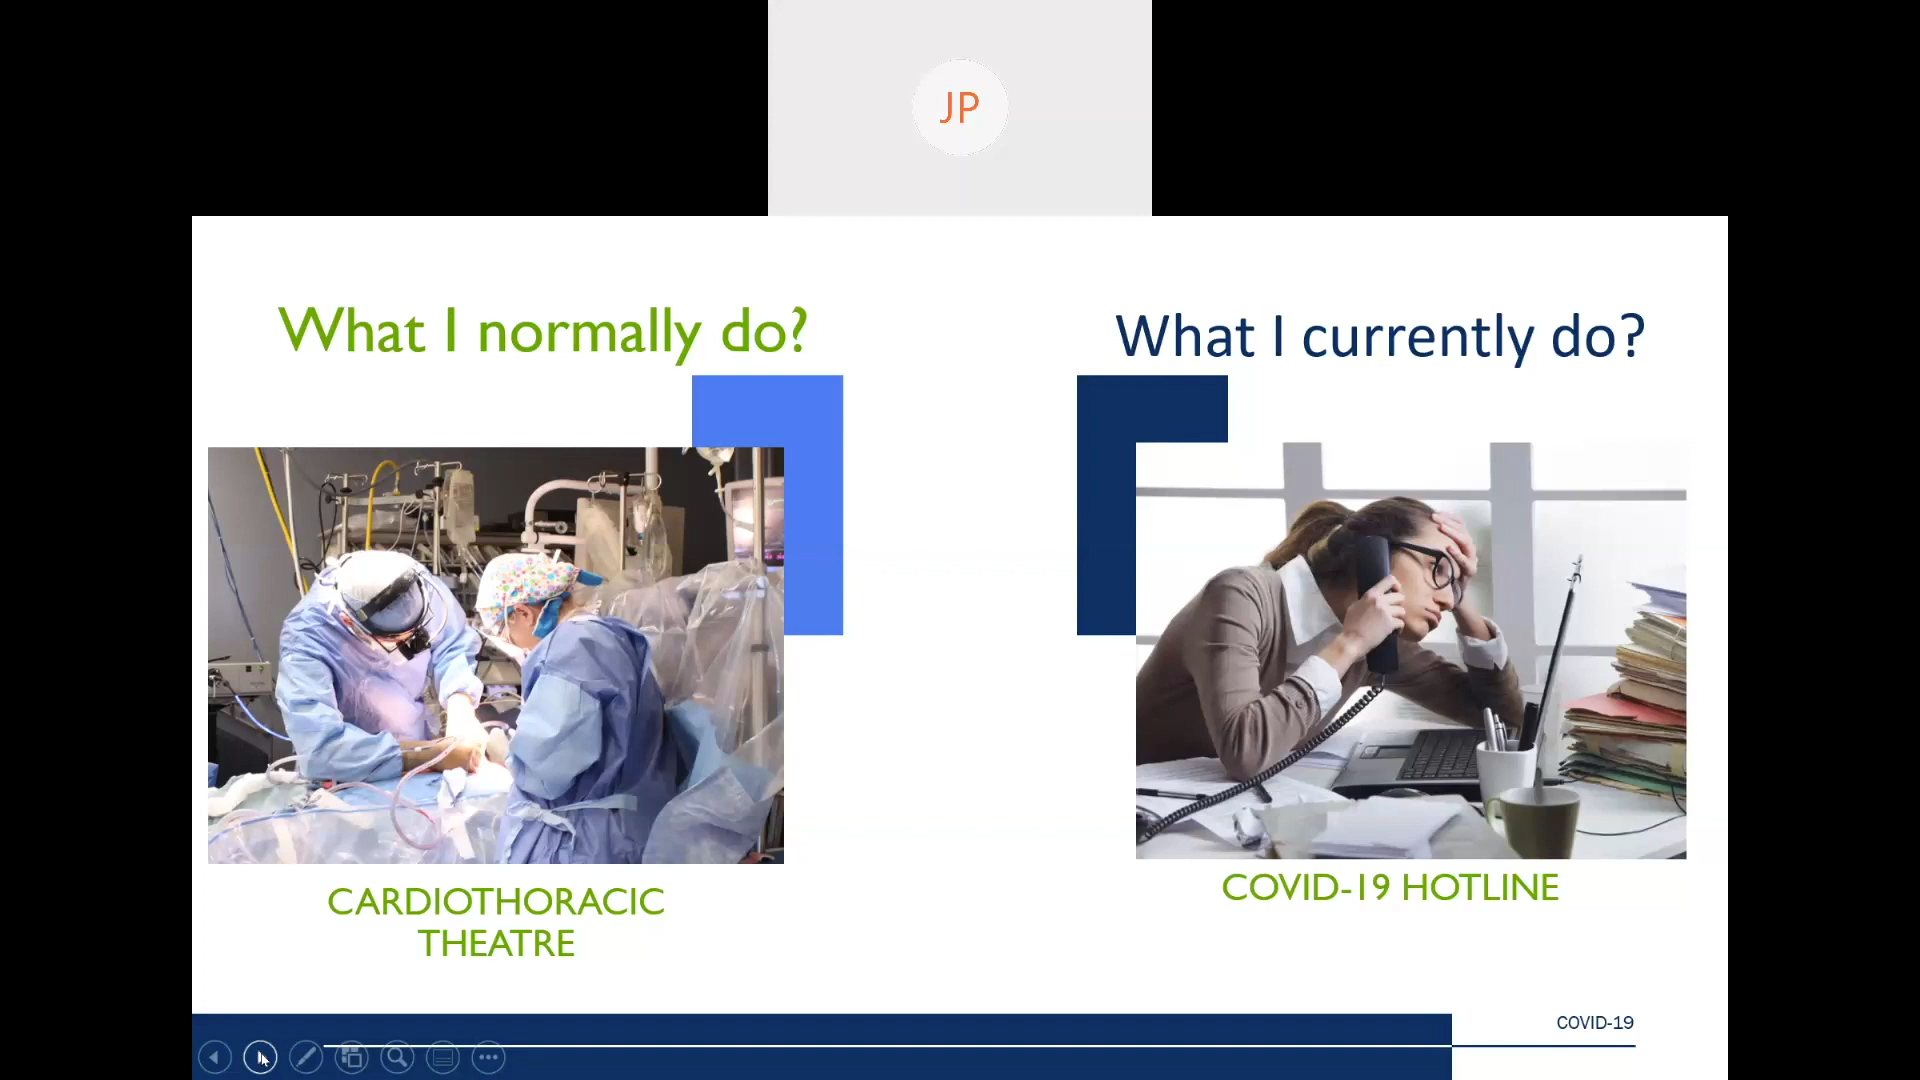 JP
What I normally do?
What I currently do?
CARDIOTHORACIC
THEATRE
COVID-19 HOTLINE
COVID-19